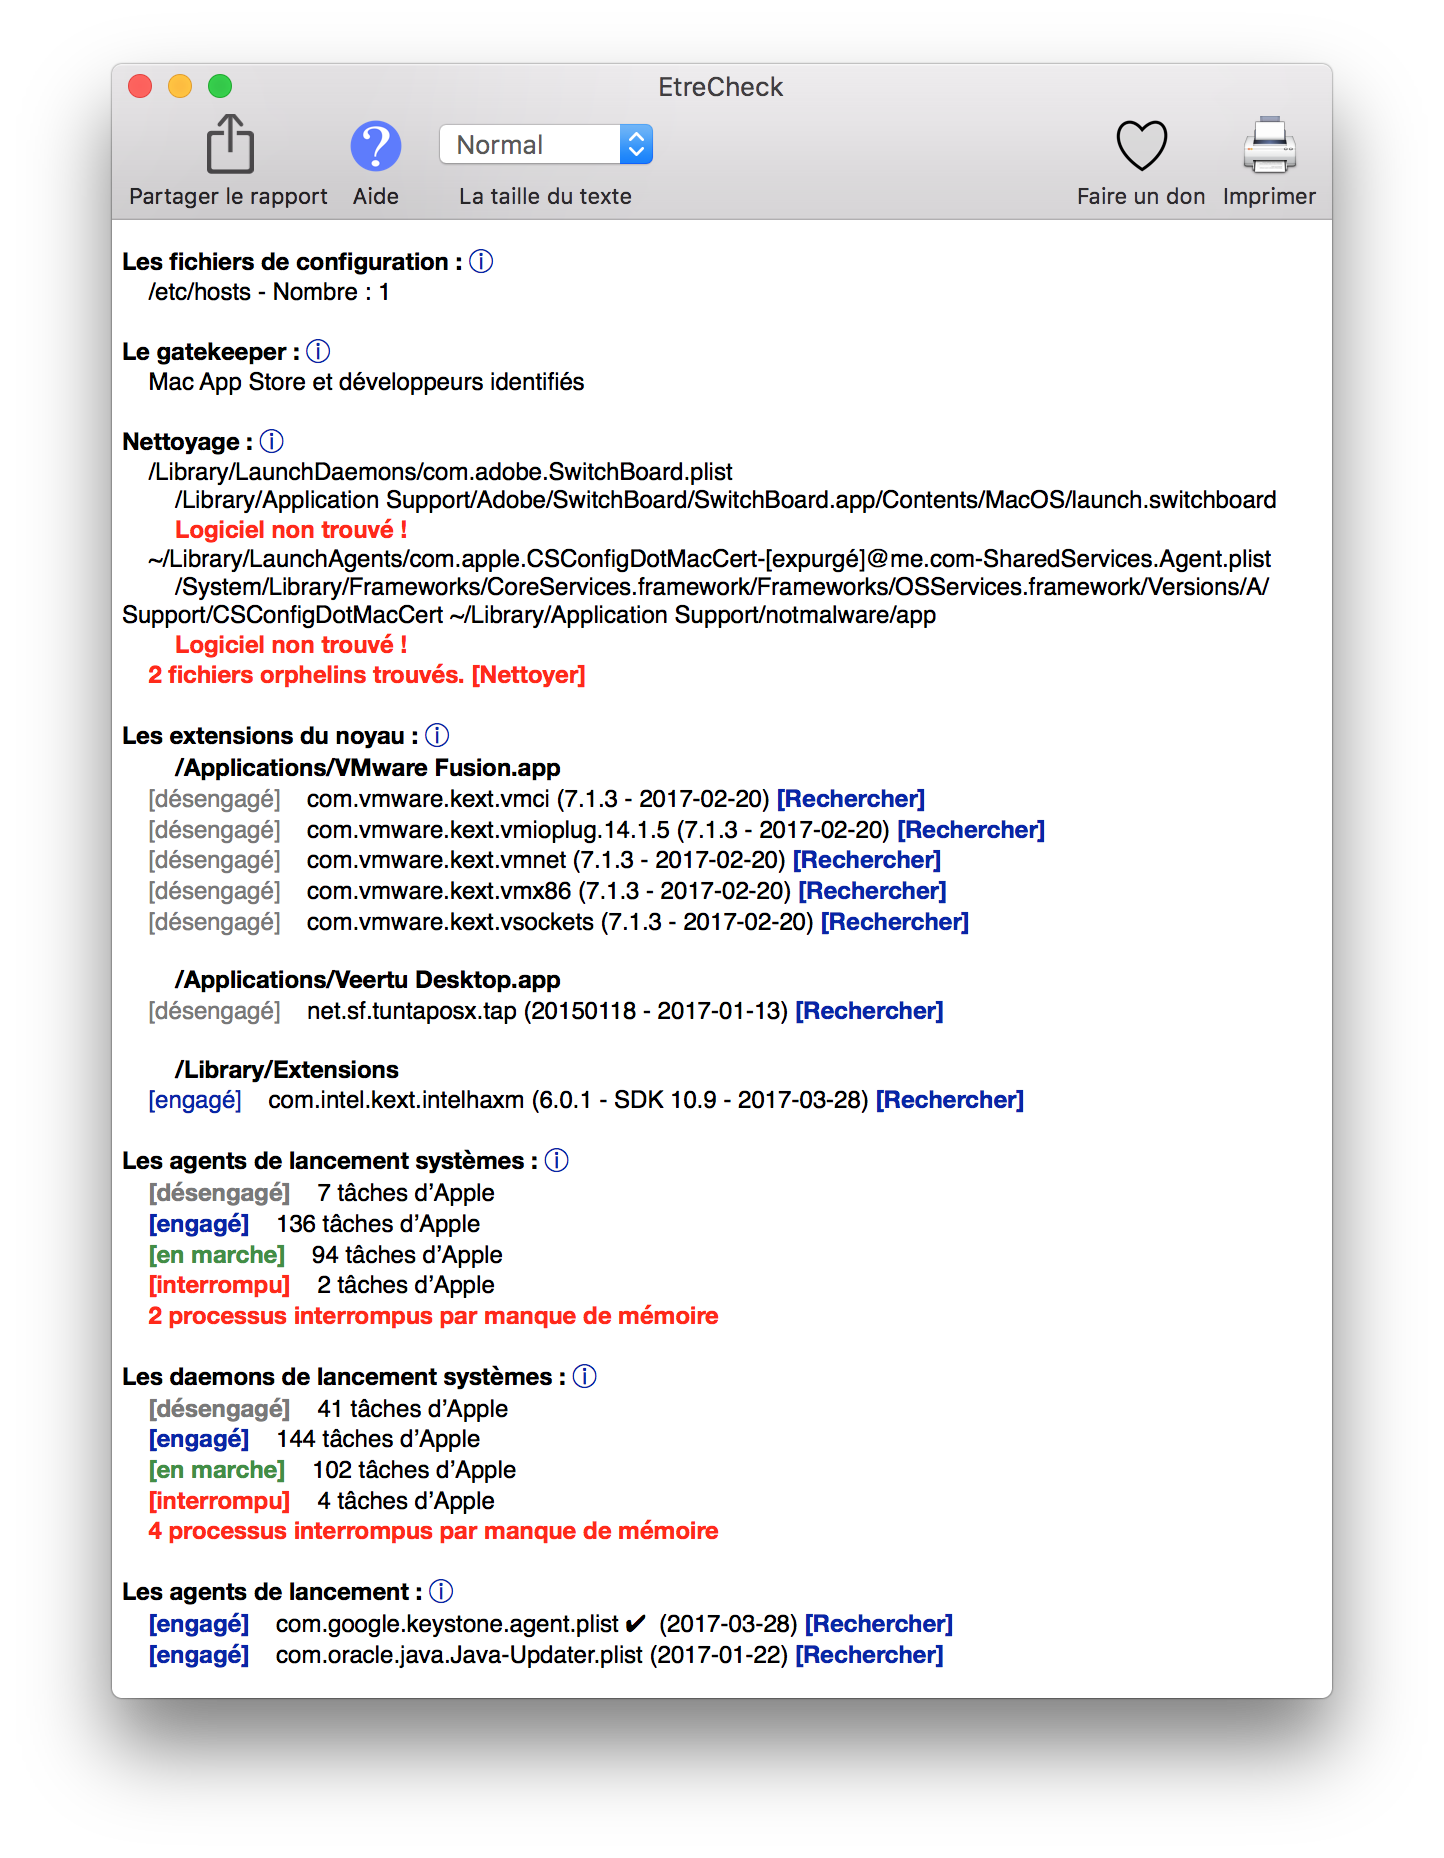 EtreCheck
Normal
Partager le rapport Aide La taille du texte Faire un don Imprimer
Les fichiers de configuration : ⓘ
/etc/hosts - Nombre : 1
Le gatekeeper : ⓘ
Mac App Store et développeurs identifiés
Nettoyage : ⓘ
/Library/LaunchDaemons/com.adobe.SwitchBoard.plist
/Library/Application Support/Adobe/SwitchBoard/SwitchBoard.app/Contents/MacOS/launch.switchboard
Logiciel non trouvé !
~/Library/LaunchAgents/com.apple.CSConfigDotMacCert-[expurgé]@me.com-SharedServices.Agent.plist
/System/Library/Frameworks/CoreServices.framework/Frameworks/OSServices.framework/Versions/A/
Support/CSConfigDotMacCert ~/Library/Application Support/notmalware/app
Logiciel non trouvé !
2 fichiers orphelins trouvés. [Nettoyer]
Les extensions du noyau : ⓘ
/Applications/VMware Fusion.app
[désengagé] com.vmware.kext.vmci (7.1.3 - 2017-02-20) [Rechercher]
[désengagé] com.vmware.kext.vmioplug.14.1.5 (7.1.3 - 2017-02-20) [Rechercher]
[désengagé] com.vmware.kext.vmnet (7.1.3 - 2017-02-20) [Rechercher]
[désengagé] com.vmware.kext.vmx86 (7.1.3 - 2017-02-20) [Rechercher]
[désengagé] com.vmware.kext.vsockets (7.1.3 - 2017-02-20) [Rechercher]
/Applications/Veertu Desktop.app
[désengagé] net.sf.tuntaposx.tap (20150118 - 2017-01-13) [Rechercher]
/Library/Extensions
[engagé] com.intel.kext.intelhaxm (6.0.1 - SDK 10.9 - 2017-03-28) [Rechercher]
Les agents de lancement systèmes : ⓘ
[désengagé] 7 tâches d’Apple
[engagé] 136 tâches d’Apple
[en marche] 94 tâches d’Apple
[interrompu] 2 tâches d’Apple
2 processus interrompus par manque de mémoire
Les daemons de lancement systèmes : ⓘ
[désengagé] 41 tâches d’Apple
[engagé] 144 tâches d’Apple
[en marche] 102 tâches d’Apple
[interrompu] 4 tâches d’Apple
4 processus interrompus par manque de mémoire
Les agents de lancement : ⓘ
[engagé] com.google.keystone.agent.plist ✔ (2017-03-28) [Rechercher]
[engagé] com.oracle.java.Java-Updater.plist (2017-01-22) [Rechercher]